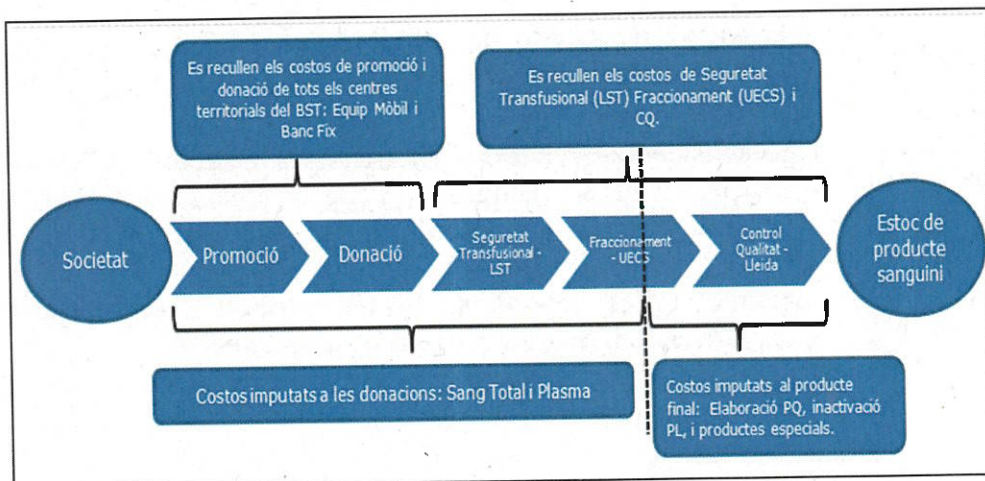 Es recullen els costos de promoció i
donació de tots els centres
territorials del BST: Equip Mòbil i
Banc Fix
Es recullen els costos de Seguretat
Transfusional (LST) Fraccionament (UECS) i
CQ.
Societat
Promoció
Donació
Seguretat
Transfusional -
LST
Fraccionament
- UECS
Control
Qualitat -
Lleida
Estoc de
producte
sanguini
Costos imputats a les donacions: Sang Total i Plasma
Costos imputats al producte
final: Elaboració PQ, inactivació
PL, i productes especials.